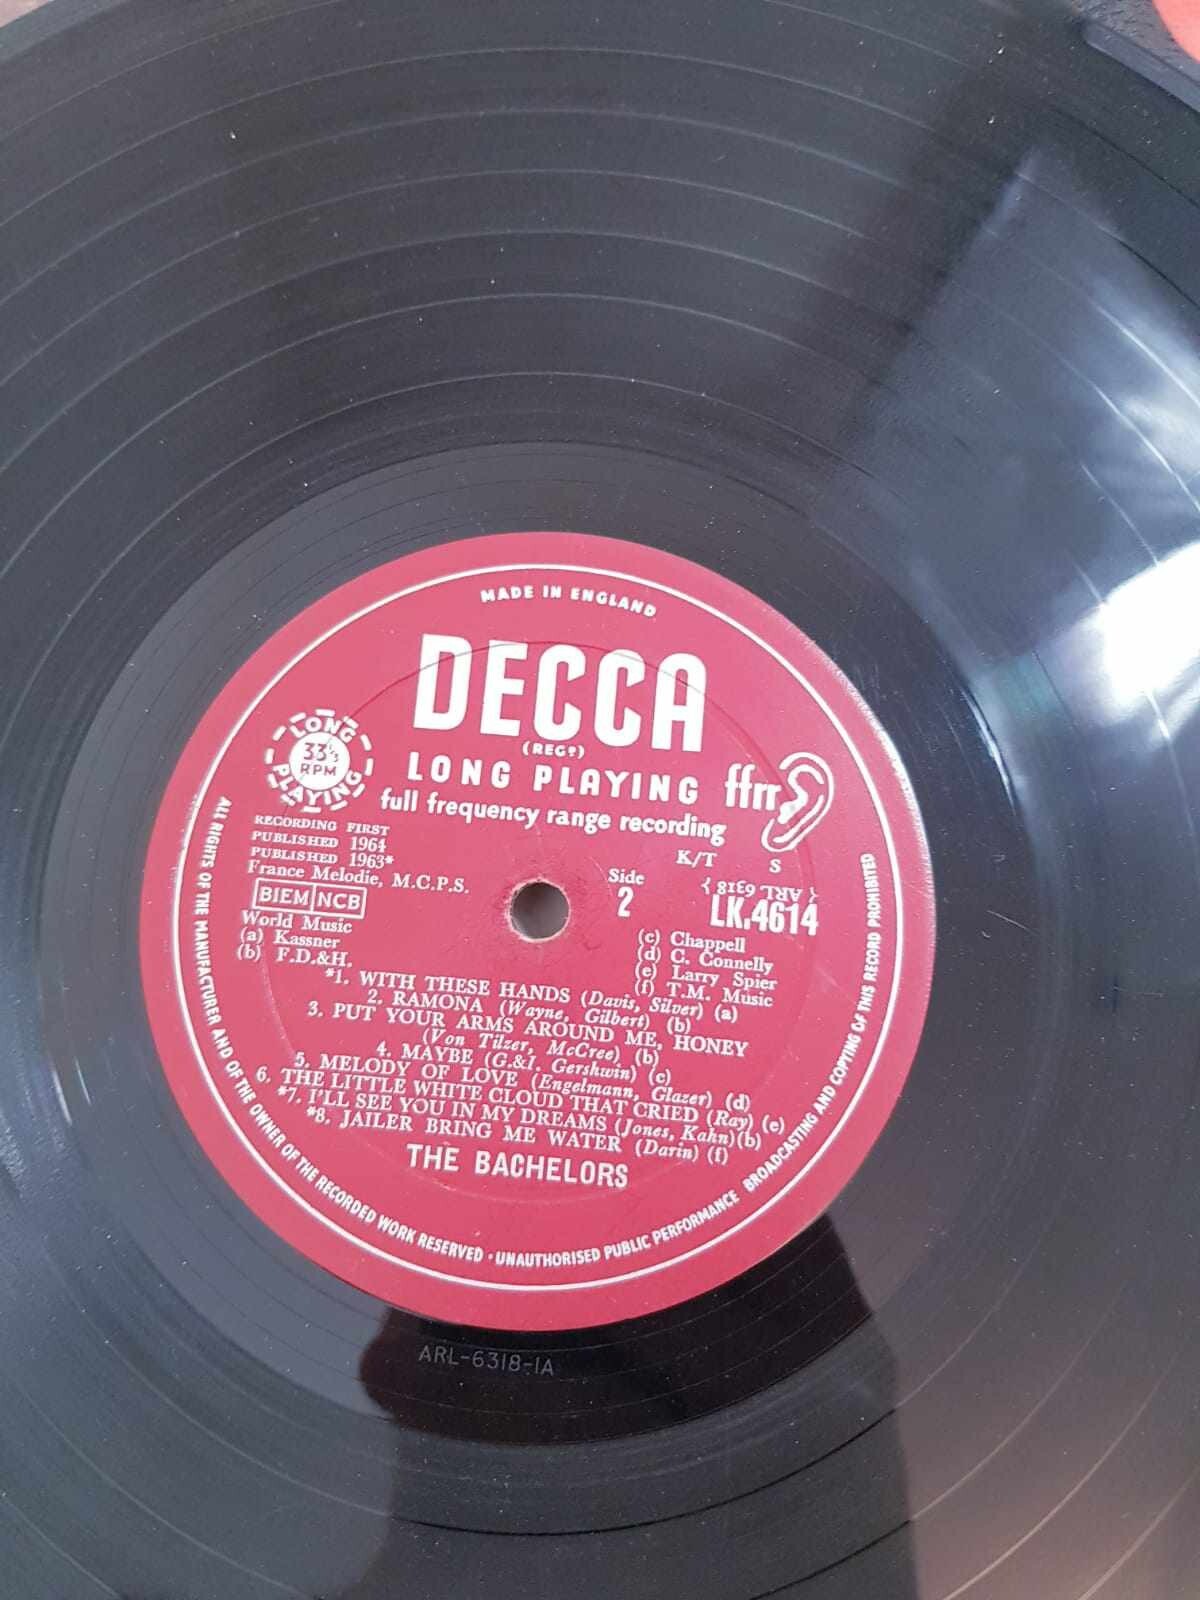 MADE IN ENGLAND
DECCA
(REGD)
LONG PLAYING ffrr
full frequency range recording
LONG
33⅓
RPM
PLAYING
RECORDING FIRST
PUBLISHED 1964
PUBLISHED 1963*
France Melodie, M.C.P.S.
BIEM NCB
World Music
(a) Kassner
(b) F.D.&H.
K/T S
Side
2
{ ARL 6318 }
LK.4614
(c) Chappell
(d) C. Connelly
(e) Larry Spier
(f) T.M. Music
*1. WITH THESE HANDS (Davis, Silver) (a)
2. RAMONA (Wayne, Gilbert) (b)
3. PUT YOUR ARMS AROUND ME, HONEY
(Von Tilzer, McCree) (b)
4. MAYBE (G.&I. Gershwin) (c)
5. MELODY OF LOVE (Engelmann, Glazer) (d)
6. THE LITTLE WHITE CLOUD THAT CRIED (Ray) (e)
*7. I'LL SEE YOU IN MY DREAMS (Jones, Kahn)(b)
*8. JAILER BRING ME WATER (Darin) (f)
THE BACHELORS
ALL RIGHTS OF THE MANUFACTURER AND OF THE OWNER OF THE RECORDED WORK RESERVED · UNAUTHORISED PUBLIC PERFORMANCE BROADCASTING AND COPYING OF THIS RECORD PROHIBITED
ARL-6318-1A